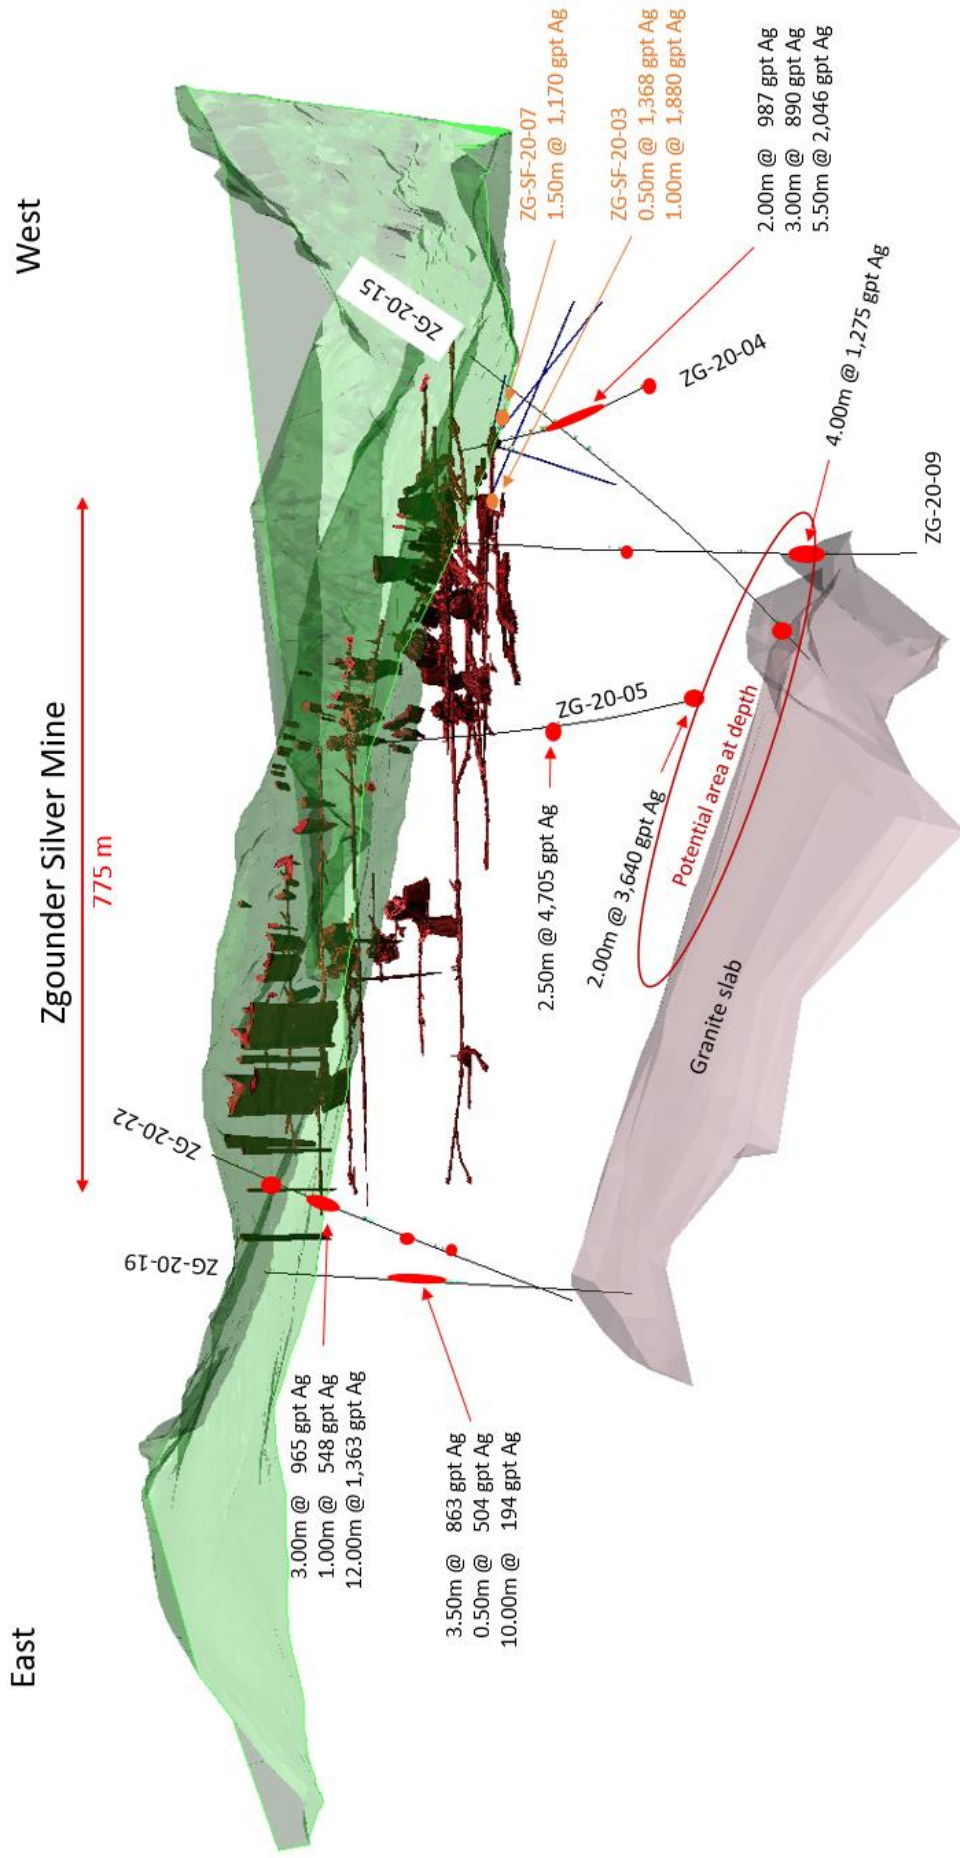 Zgounder Silver Mine
East
West
775 m
ZG-20-15
ZG-20-22
ZG-20-19
3.00m @ 965 gpt Ag
1.00m @ 548 gpt Ag
12.00m @ 1,363 gpt Ag
3.50m @ 863 gpt Ag
0.50m @ 504 gpt Ag
10.00m @ 194 gpt Ag
ZG-20-05
2.50m @ 4,705 gpt Ag
2.00m @ 3,640 gpt Ag
Potential area at depth
Granite slab
ZG-SF-20-07
1.50m @ 1,170 gpt Ag
ZG-SF-20-03
0.50m @ 1,368 gpt Ag
1.00m @ 1,880 gpt Ag
2.00m @ 987 gpt Ag
3.00m @ 890 gpt Ag
5.50m @ 2,046 gpt Ag
ZG-20-04
4.00m @ 1,275 gpt Ag
ZG-20-09